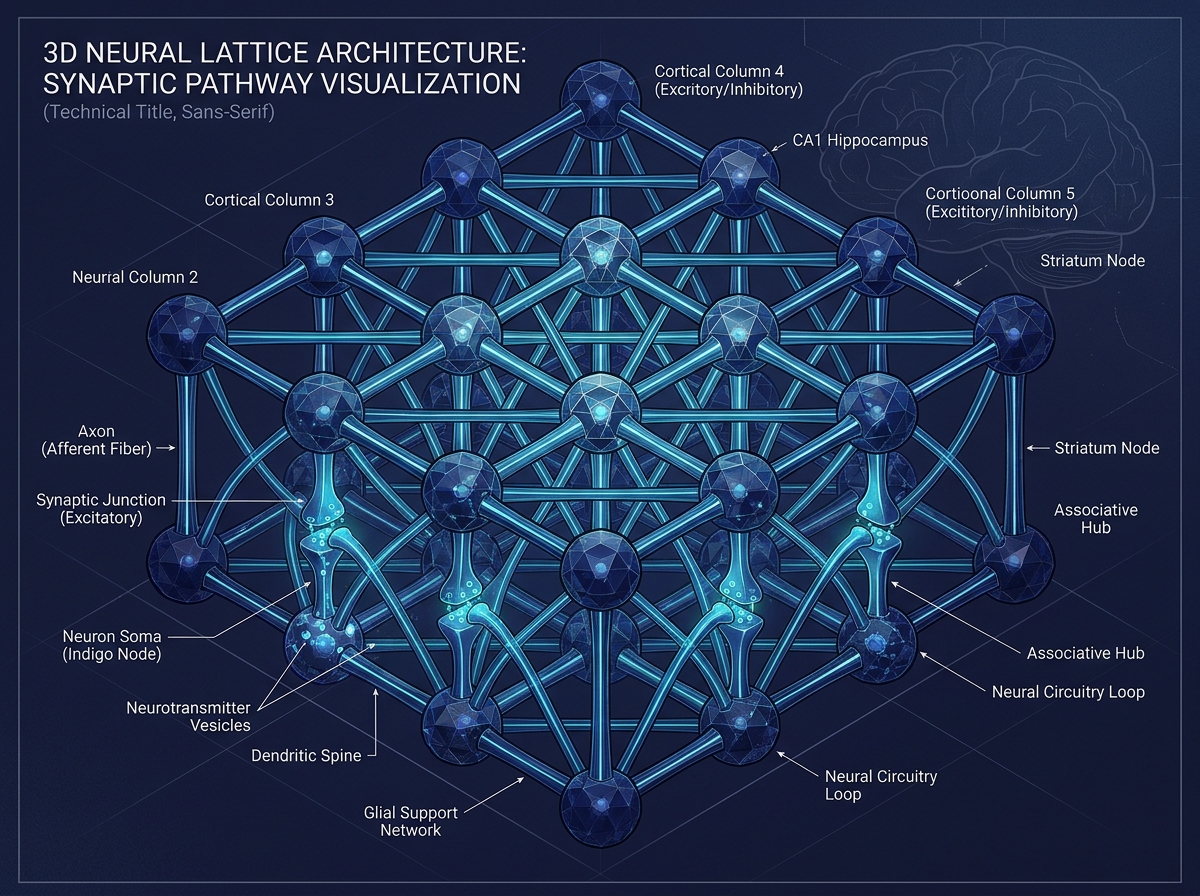 3D NEURAL LATTICE ARCHITECTURE:
SYNAPTIC PATHWAY VISUALIZATION
(Technical Title, Sans-Serif)
Cortical Column 4
(Excritory/Inhibitory)
CA1 Hippocampus
Cortical Column 3
Cortioonal Column 5
(Excititory/Inhibitory)
Striatum Node
Neurial Column 2
Axon
(Afferent Fiber)
Striatum Node
Synaptic Junction
(Excitatory)
Associative
Hub
Neuron Soma
(Indigo Node)
Associative Hub
Neural Circuitry Loop
Neurotransmitter
Vesicles
Dendritic Spine
Neural Circuitry
Loop
Glial Support
Network